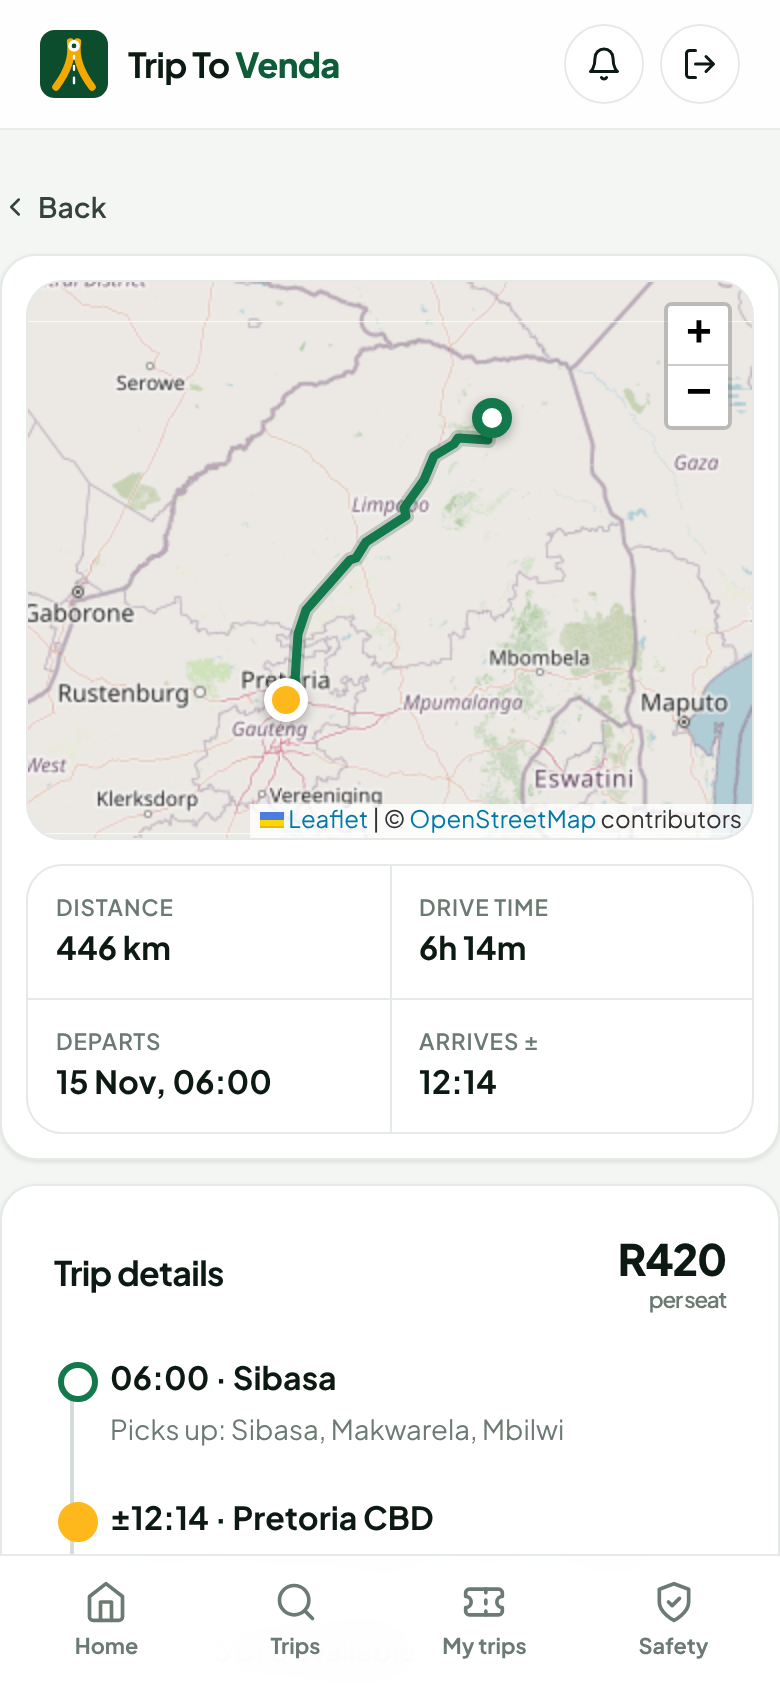 Trip To Venda
Back
Serowe
Gaza
Limpopo
Gaborone
Pretoria
Mbombela
Rustenburg
Mpumalanga
Maputo
Gauteng
West
Eswatini
Klerksdorp
Vereeniging
+
−
Leaflet | © OpenStreetMap contributors
DISTANCE
446 km
DRIVE TIME
6h 14m
DEPARTS
15 Nov, 06:00
ARRIVES ±
12:14
Trip details
R420
per seat
06:00 · Sibasa
Picks up: Sibasa, Makwarela, Mbilwi
±12:14 · Pretoria CBD
Home
Trips
My trips
Safety